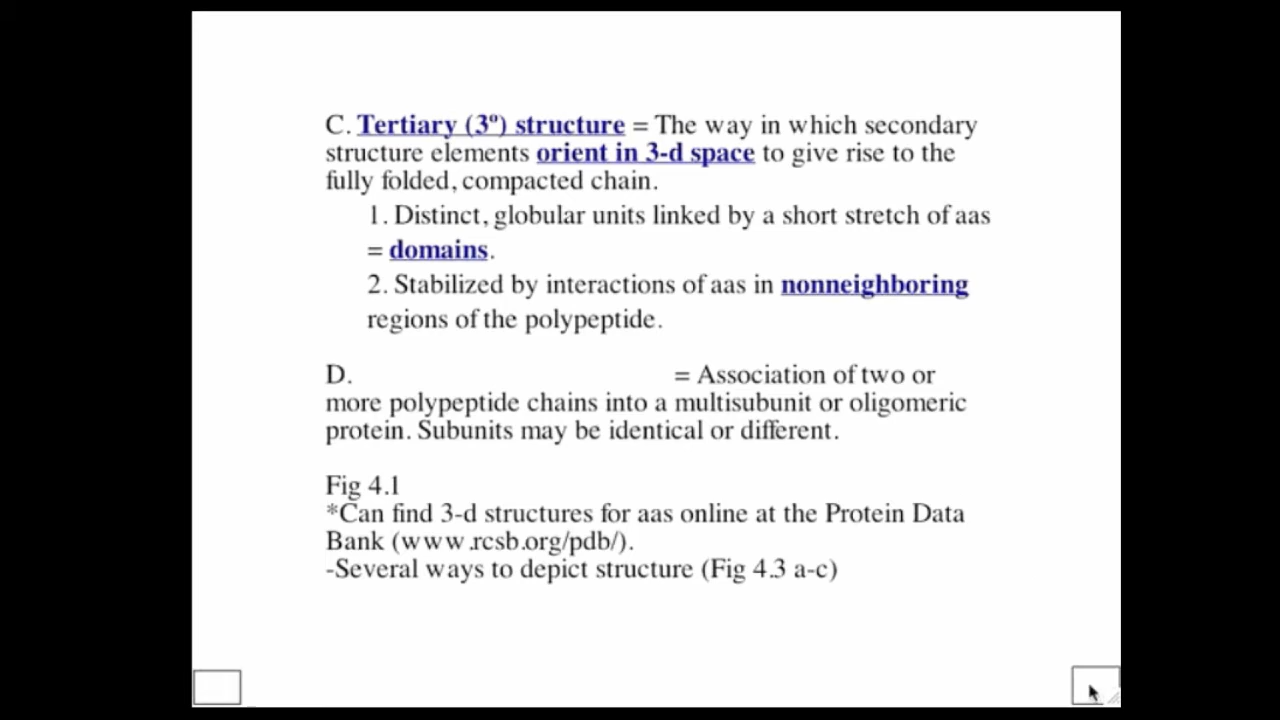 C. Tertiary (3º) structure = The way in which secondary
structure elements orient in 3-d space to give rise to the
fully folded, compacted chain.
1. Distinct, globular units linked by a short stretch of aas
= domains.
2. Stabilized by interactions of aas in nonneighboring
regions of the polypeptide.
D. = Association of two or
more polypeptide chains into a multisubunit or oligomeric
protein. Subunits may be identical or different.
Fig 4.1
*Can find 3-d structures for aas online at the Protein Data
Bank (www.rcsb.org/pdb/).
-Several ways to depict structure (Fig 4.3 a-c)